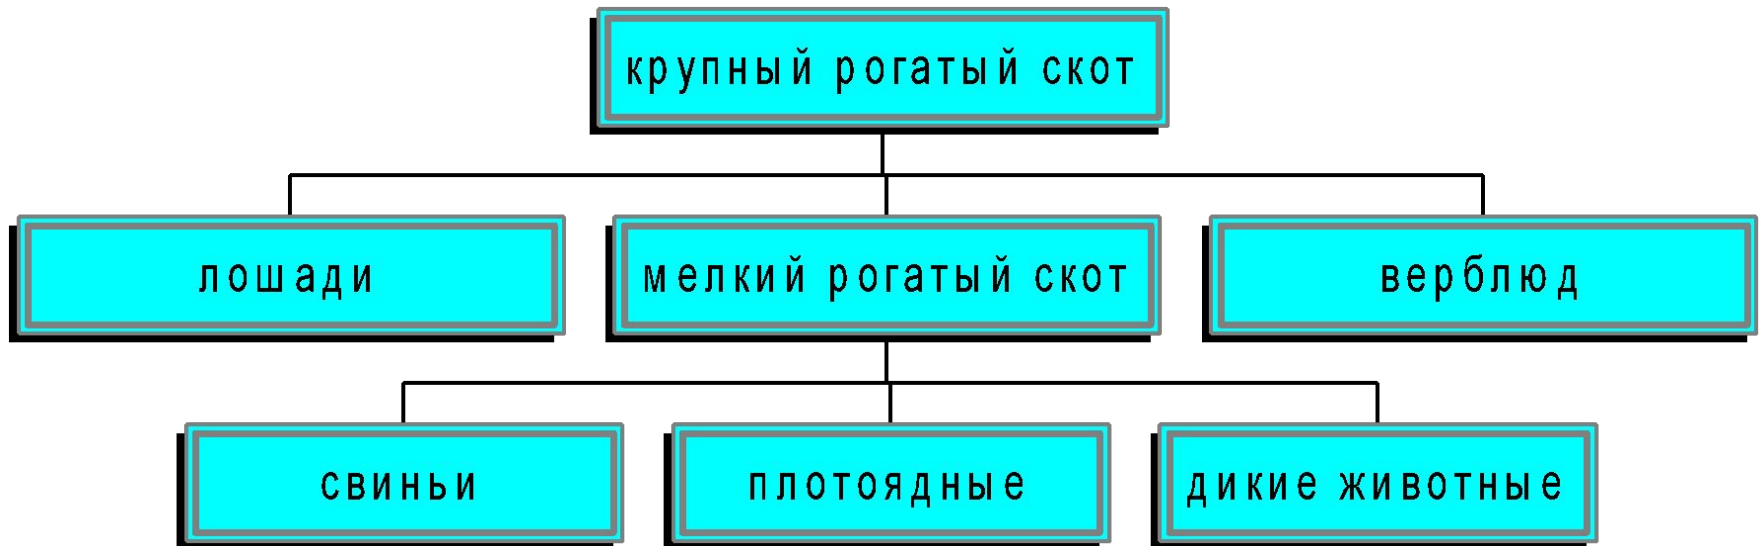 крупный рогатый скот
лошади
мелкий рогатый скот
верблюд
свиньи
плотоядные
дикие животные